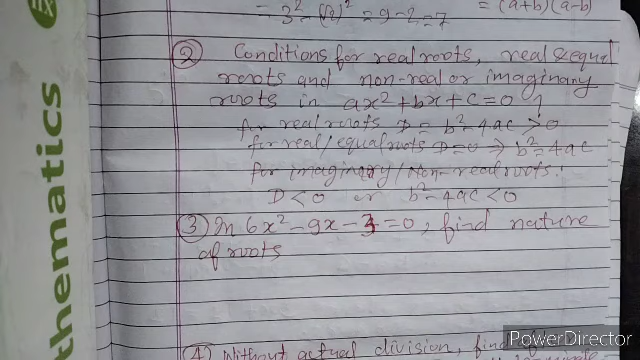 = 3² - (√2)² = 9 - 2 = 7
= (a+b)(a-b)
② Conditions for real roots, real & equal
roots and non-real or imaginary
roots in ax² + bx + c = 0
for real roots D = b² - 4ac > 0
for real/equal roots D = 0 ⇒ b² = 4ac
for imaginary/Non-real roots:
D < 0 or b² - 4ac < 0
③ In 6x² - 9x - 3 = 0, find nature
of roots
④ Without actual division, find
thematics
PowerDirector